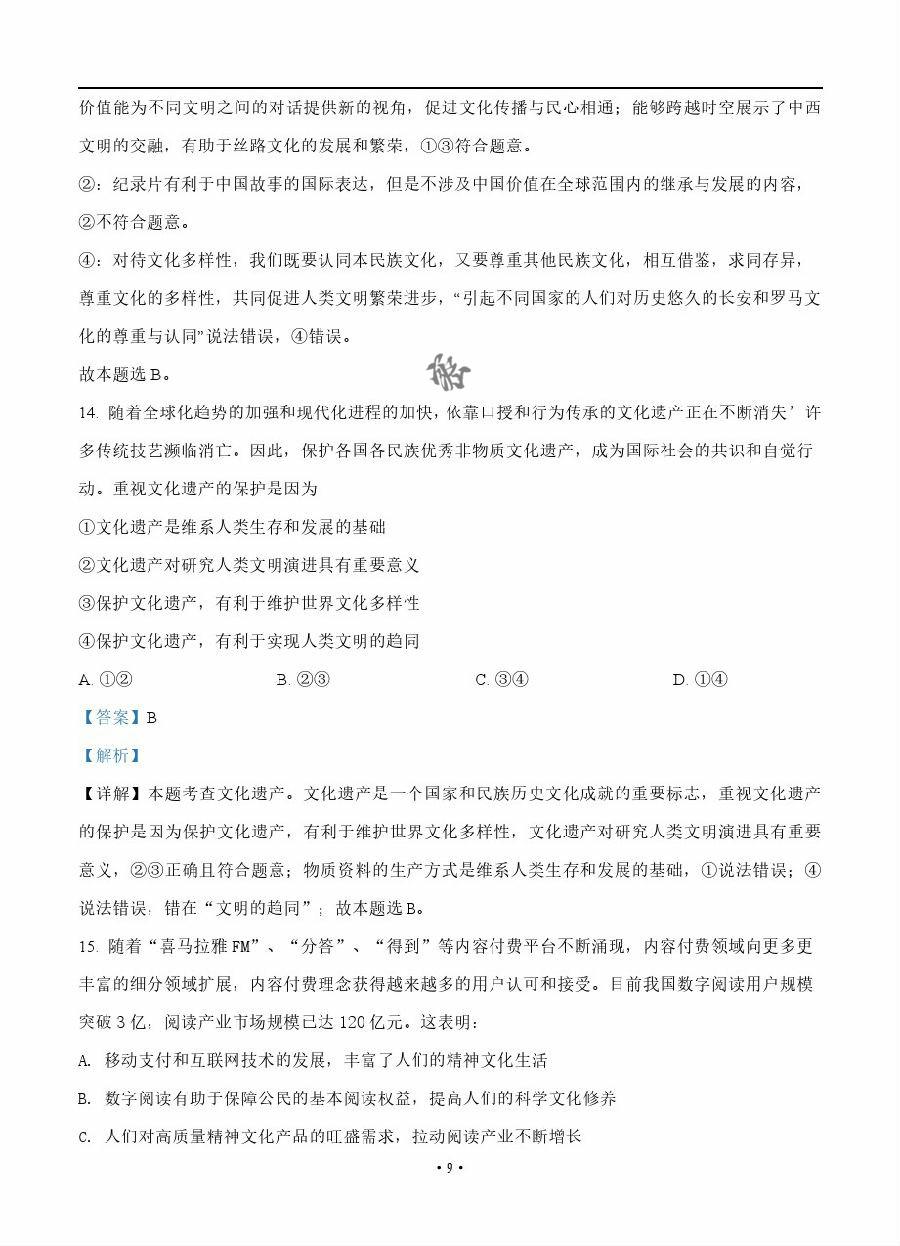 价值能为不同文明之间的对话提供新的视角，促过文化传播与民心相通；能够跨越时空展示了中西
文明的交融，有助于丝路文化的发展和繁荣，①③符合题意。
②：纪录片有利于中国故事的国际表达，但是不涉及中国价值在全球范围内的继承与发展的内容，
②不符合题意。
④：对待文化多样性，我们既要认同本民族文化，又要尊重其他民族文化，相互借鉴，求同存异，
尊重文化的多样性，共同促进人类文明繁荣进步，“引起不同国家的人们对历史悠久的长安和罗马文
化的尊重与认同”说法错误，④错误。
故本题选 B。
14. 随着全球化趋势的加强和现代化进程的加快，依靠口授和行为传承的文化遗产正在不断消失’许
多传统技艺濒临消亡。因此，保护各国各民族优秀非物质文化遗产，成为国际社会的共识和自觉行
动。重视文化遗产的保护是因为
①文化遗产是维系人类生存和发展的基础
②文化遗产对研究人类文明演进具有重要意义
③保护文化遗产，有利于维护世界文化多样性
④保护文化遗产，有利于实现人类文明的趋同
A. ①② B. ②③ C. ③④ D. ①④
【答案】B
【解析】
【详解】本题考查文化遗产。文化遗产是一个国家和民族历史文化成就的重要标志，重视文化遗产
的保护是因为保护文化遗产，有利于维护世界文化多样性，文化遗产对研究人类文明演进具有重要
意义，②③正确且符合题意；物质资料的生产方式是维系人类生存和发展的基础，①说法错误；④
说法错误，错在“文明的趋同”；故本题选 B。
15. 随着“喜马拉雅 FM”、“分答”、“得到”等内容付费平台不断涌现，内容付费领域向更多更
丰富的细分领域扩展，内容付费理念获得越来越多的用户认可和接受。目前我国数字阅读用户规模
突破 3 亿，阅读产业市场规模已达 120 亿元。这表明：
A. 移动支付和互联网技术的发展，丰富了人们的精神文化生活
B. 数字阅读有助于保障公民的基本阅读权益，提高人们的科学文化修养
C. 人们对高质量精神文化产品的旺盛需求，拉动阅读产业不断增长
• 9 •